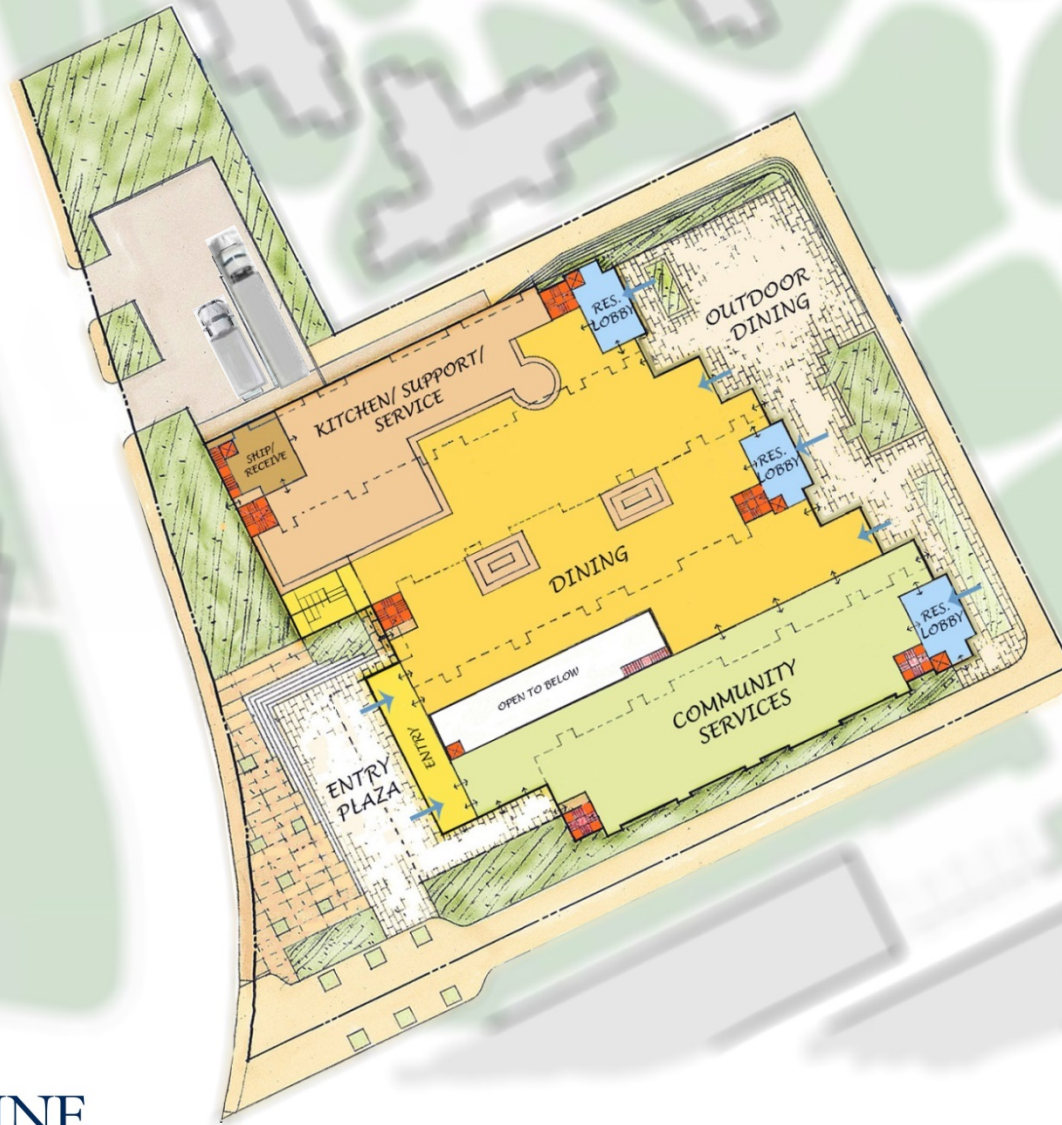 OUTDOOR
DINING
RES.
LOBBY
KITCHEN/ SUPPORT/
SERVICE
SHIP/
RECEIVE
RES.
LOBBY
DINING
RES.
LOBBY
OPEN TO BELOW
COMMUNITY
SERVICES
ENTRY
ENTRY
PLAZA